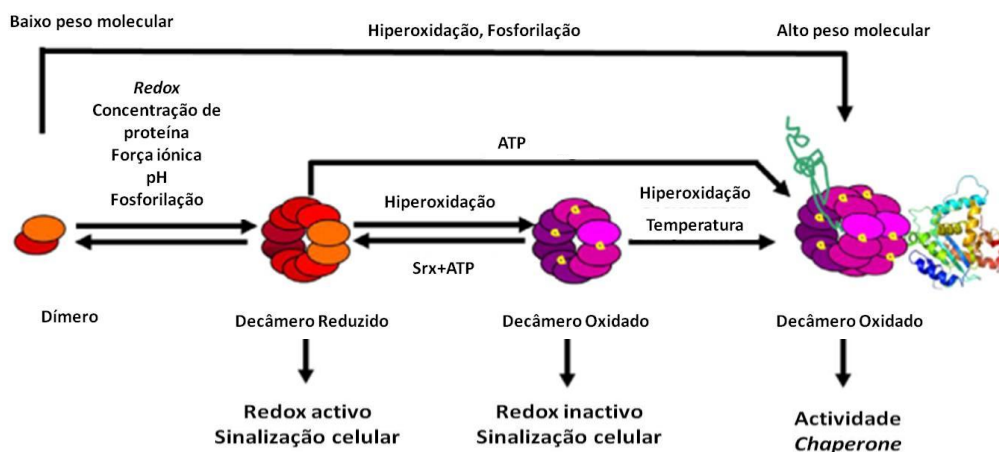 Baixo peso molecular
Hiperoxidação, Fosforilação
Alto peso molecular
Redox
Concentração de
proteína
Força iónica
pH
Fosforilação
ATP
Hiperoxidação
Srx+ATP
Hiperoxidação
Temperatura
Dímero
Decâmero Reduzido
Decâmero Oxidado
Decâmero Oxidado
Redox activo
Sinalização celular
Redox inactivo
Sinalização celular
Actividade
Chaperone